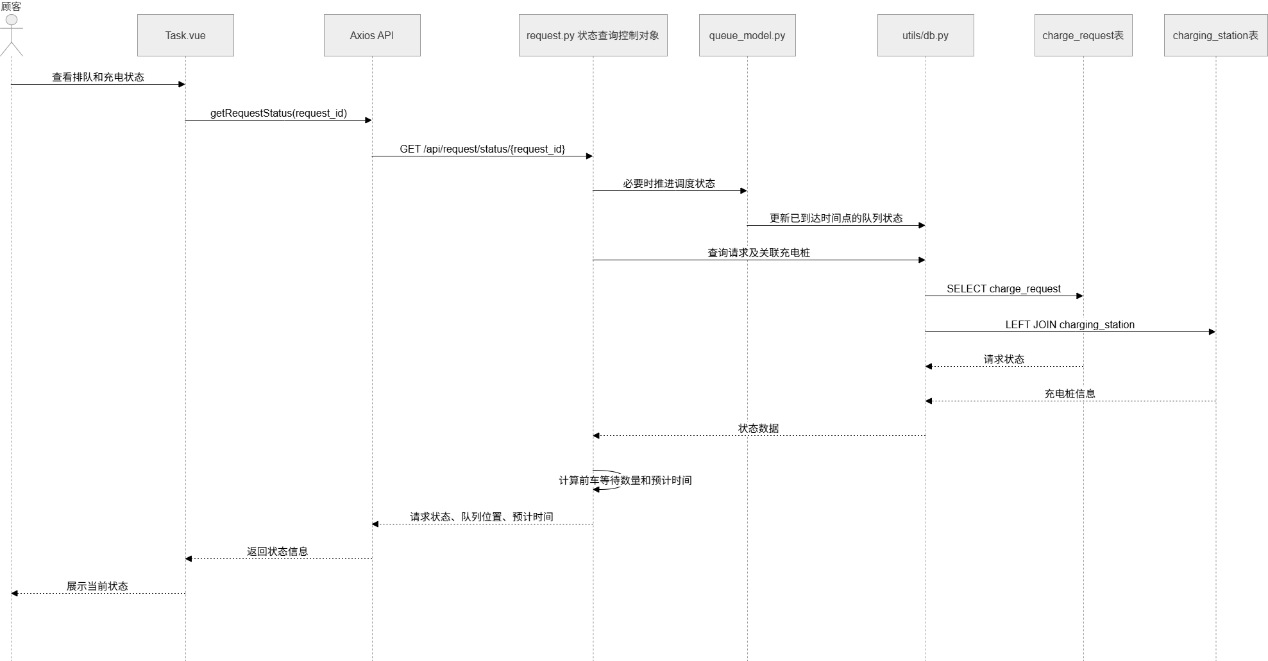 顾客
Task.vue
Axios API
request.py 状态查询控制对象
queue_model.py
utils/db.py
charge_request表
charging_station表
查看排队和充电状态
getRequestStatus(request_id)
GET /api/request/status/{request_id}
必要时推进调度状态
更新已到达时间点的队列状态
查询请求及关联充电桩
SELECT charge_request
LEFT JOIN charging_station
请求状态
充电桩信息
状态数据
计算前车等待数量和预计时间
请求状态、队列位置、预计时间
返回状态信息
展示当前状态